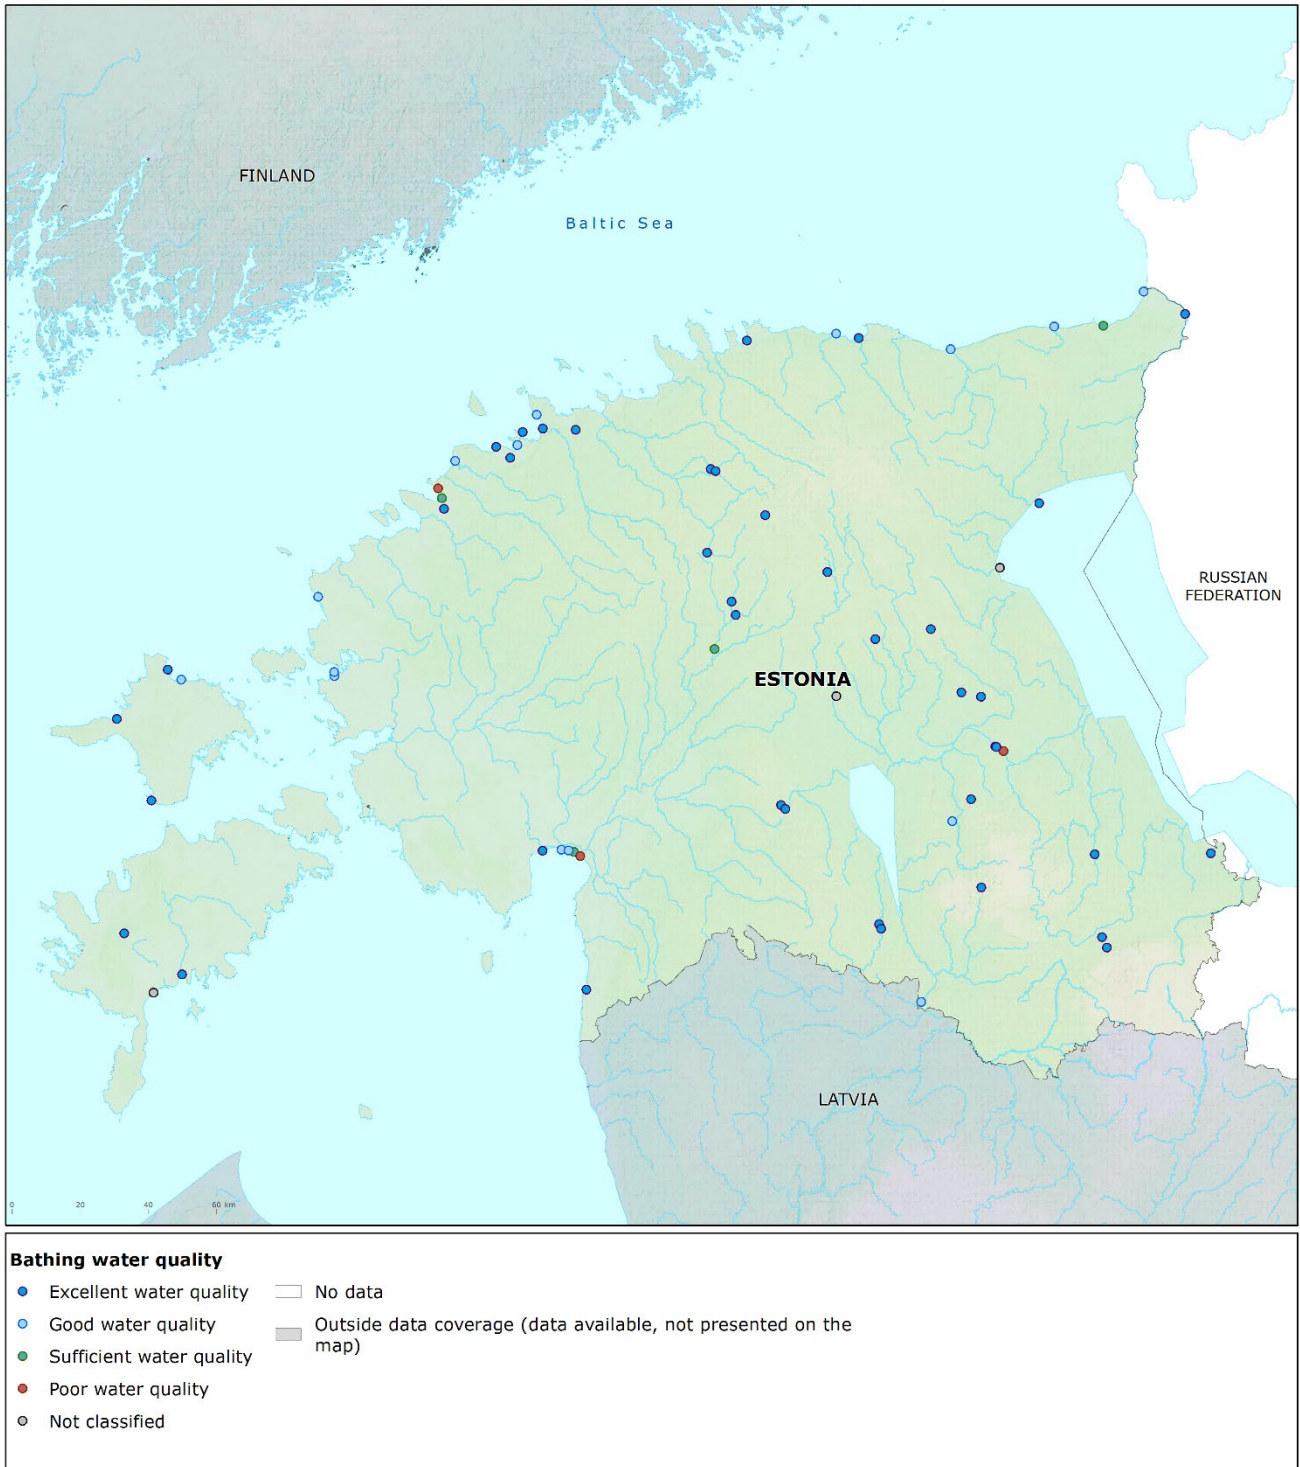 FINLAND
Baltic Sea
RUSSIAN
FEDERATION
ESTONIA
LATVIA
0 20 40 60 km
Bathing water quality
Excellent water quality
Good water quality
Sufficient water quality
Poor water quality
Not classified
No data
Outside data coverage (data available, not presented on the
map)